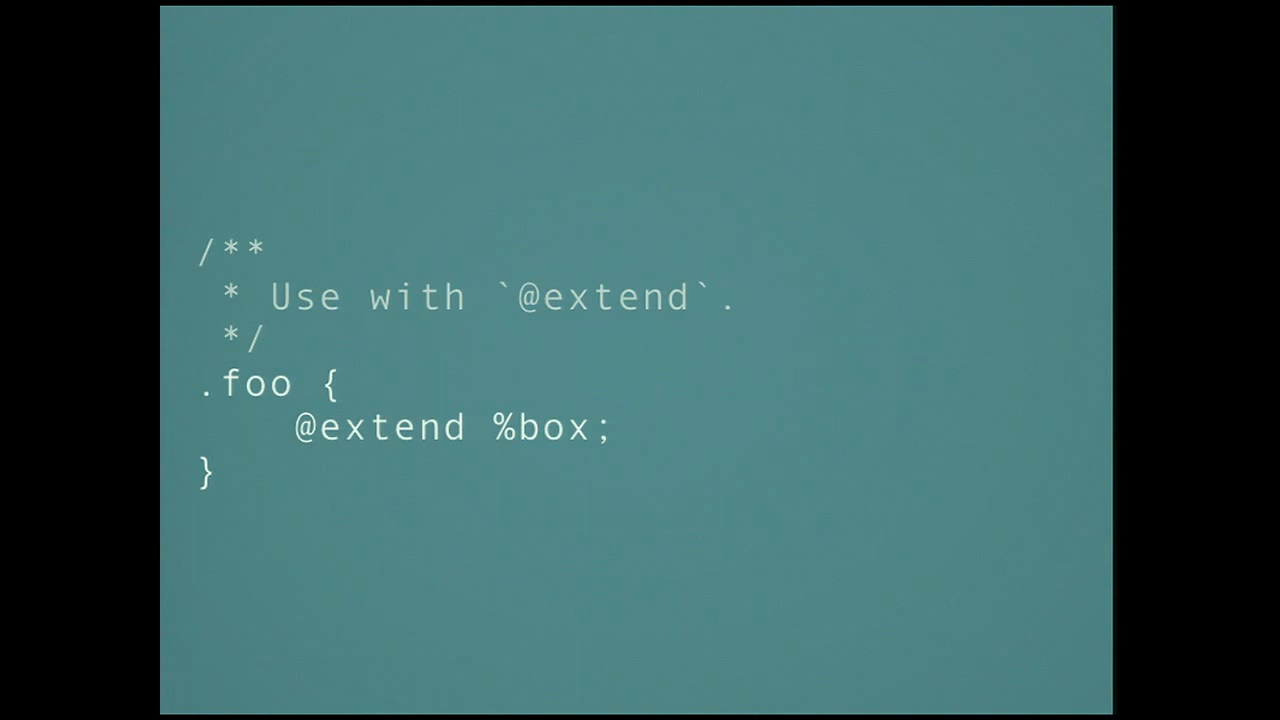 /**
 * Use with `@extend`.
 */
.foo {
    @extend %box;
}